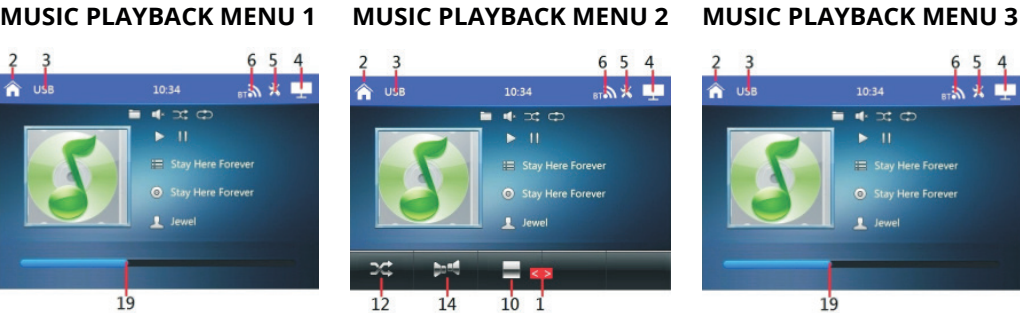 MUSIC PLAYBACK MENU 1 MUSIC PLAYBACK MENU 2 MUSIC PLAYBACK MENU 3
2 3 6 5 4 2 3 6 5 4 2 3 6 5 4
USB 10:34 BT USB 10:34 BT USB 10:34 BT
Stay Here Forever Stay Here Forever Stay Here Forever
Stay Here Forever Stay Here Forever Stay Here Forever
Jewel Jewel Jewel
< >
19 12 14 10 1 19